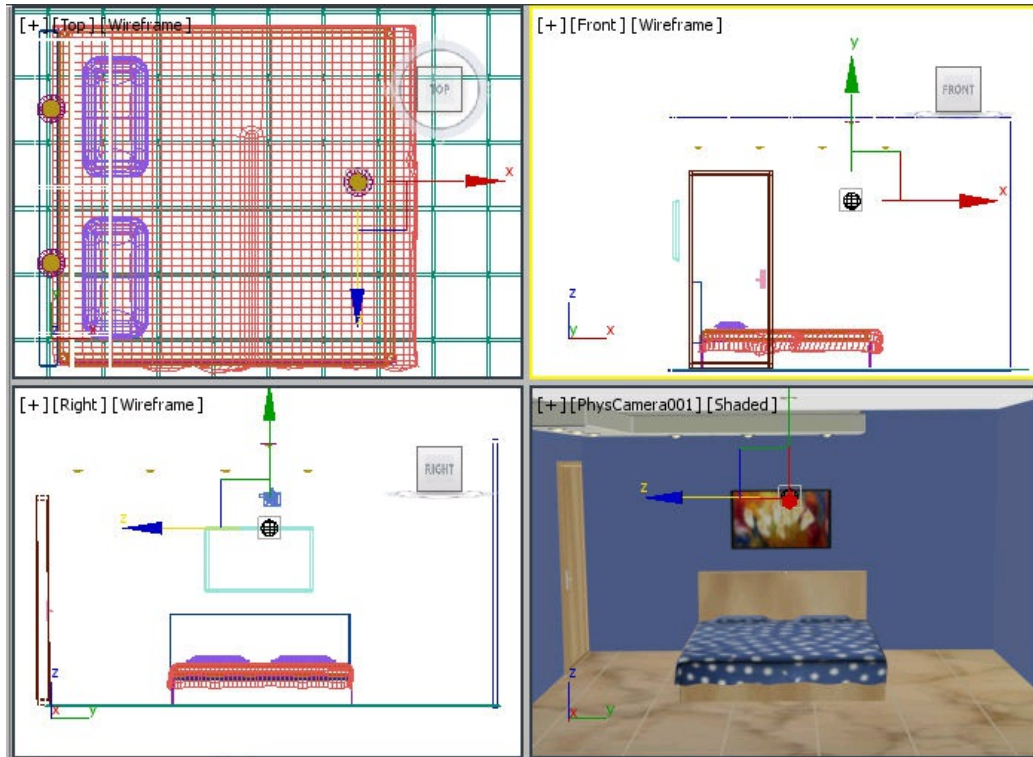 [+] [Top] [Wireframe]
TOP
x
x
[+] [Front] [Wireframe]
FRONT
y
x
z
y
x
[+] [Right] [Wireframe]
RIGHT
z
z
x
y
[+] [PhysCamera001] [Shaded]
z
z
x
y